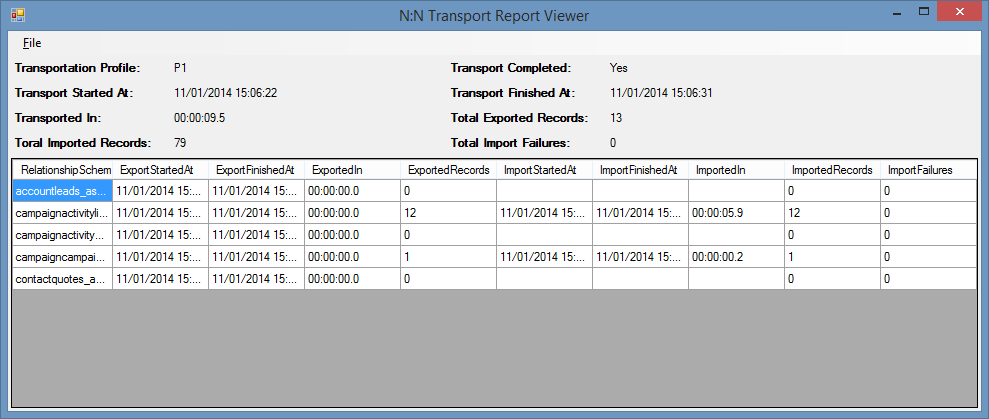 N:N Transport Report Viewer
File
Transportation Profile: P1 Transport Completed: Yes
Transport Started At: 11/01/2014 15:06:22 Transport Finished At: 11/01/2014 15:06:31
Transported In: 00:00:09.5 Total Exported Records: 13
Toral Imported Records: 79 Total Import Failures: 0
RelationshipSchem ExportStartedAt ExportFinishedAt ExportedIn ExportedRecords ImportStartedAt ImportFinishedAt ImportedIn ImportedRecords ImportFailures
accountleads_as... 11/01/2014 15:... 11/01/2014 15:... 00:00:00.0 0 0 0
campaignactivityli... 11/01/2014 15:... 11/01/2014 15:... 00:00:00.0 12 11/01/2014 15:... 11/01/2014 15:... 00:00:05.9 12 0
campaignactivity... 11/01/2014 15:... 11/01/2014 15:... 00:00:00.0 0 0 0
campaigncampai... 11/01/2014 15:... 11/01/2014 15:... 00:00:00.0 1 11/01/2014 15:... 11/01/2014 15:... 00:00:00.2 1 0
contactquotes_a... 11/01/2014 15:... 11/01/2014 15:... 00:00:00.0 0 0 0